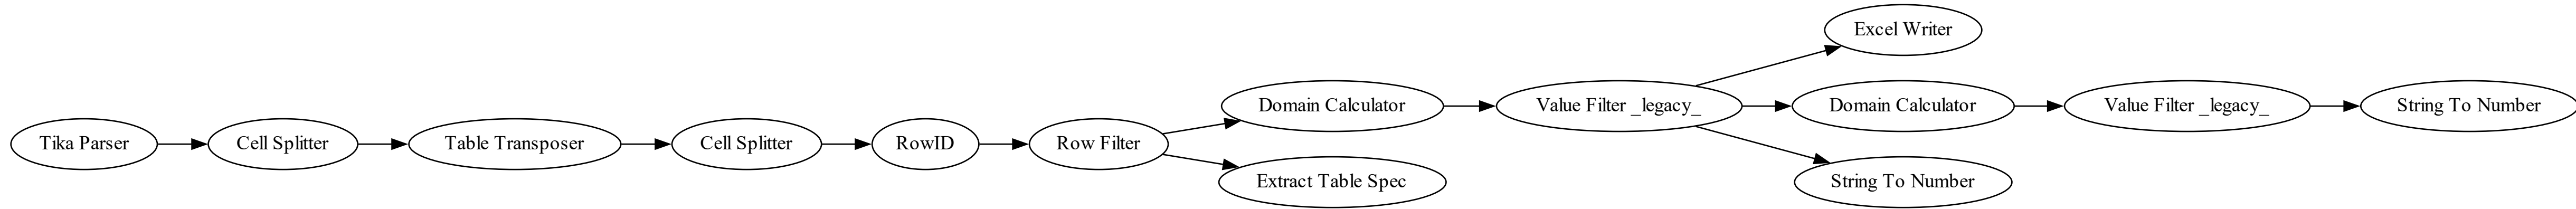 Tika Parser
Cell Splitter
Table Transposer
Cell Splitter
RowID
Row Filter
Domain Calculator
Extract Table Spec
Value Filter _legacy_
Excel Writer
Domain Calculator
String To Number
Value Filter _legacy_
String To Number